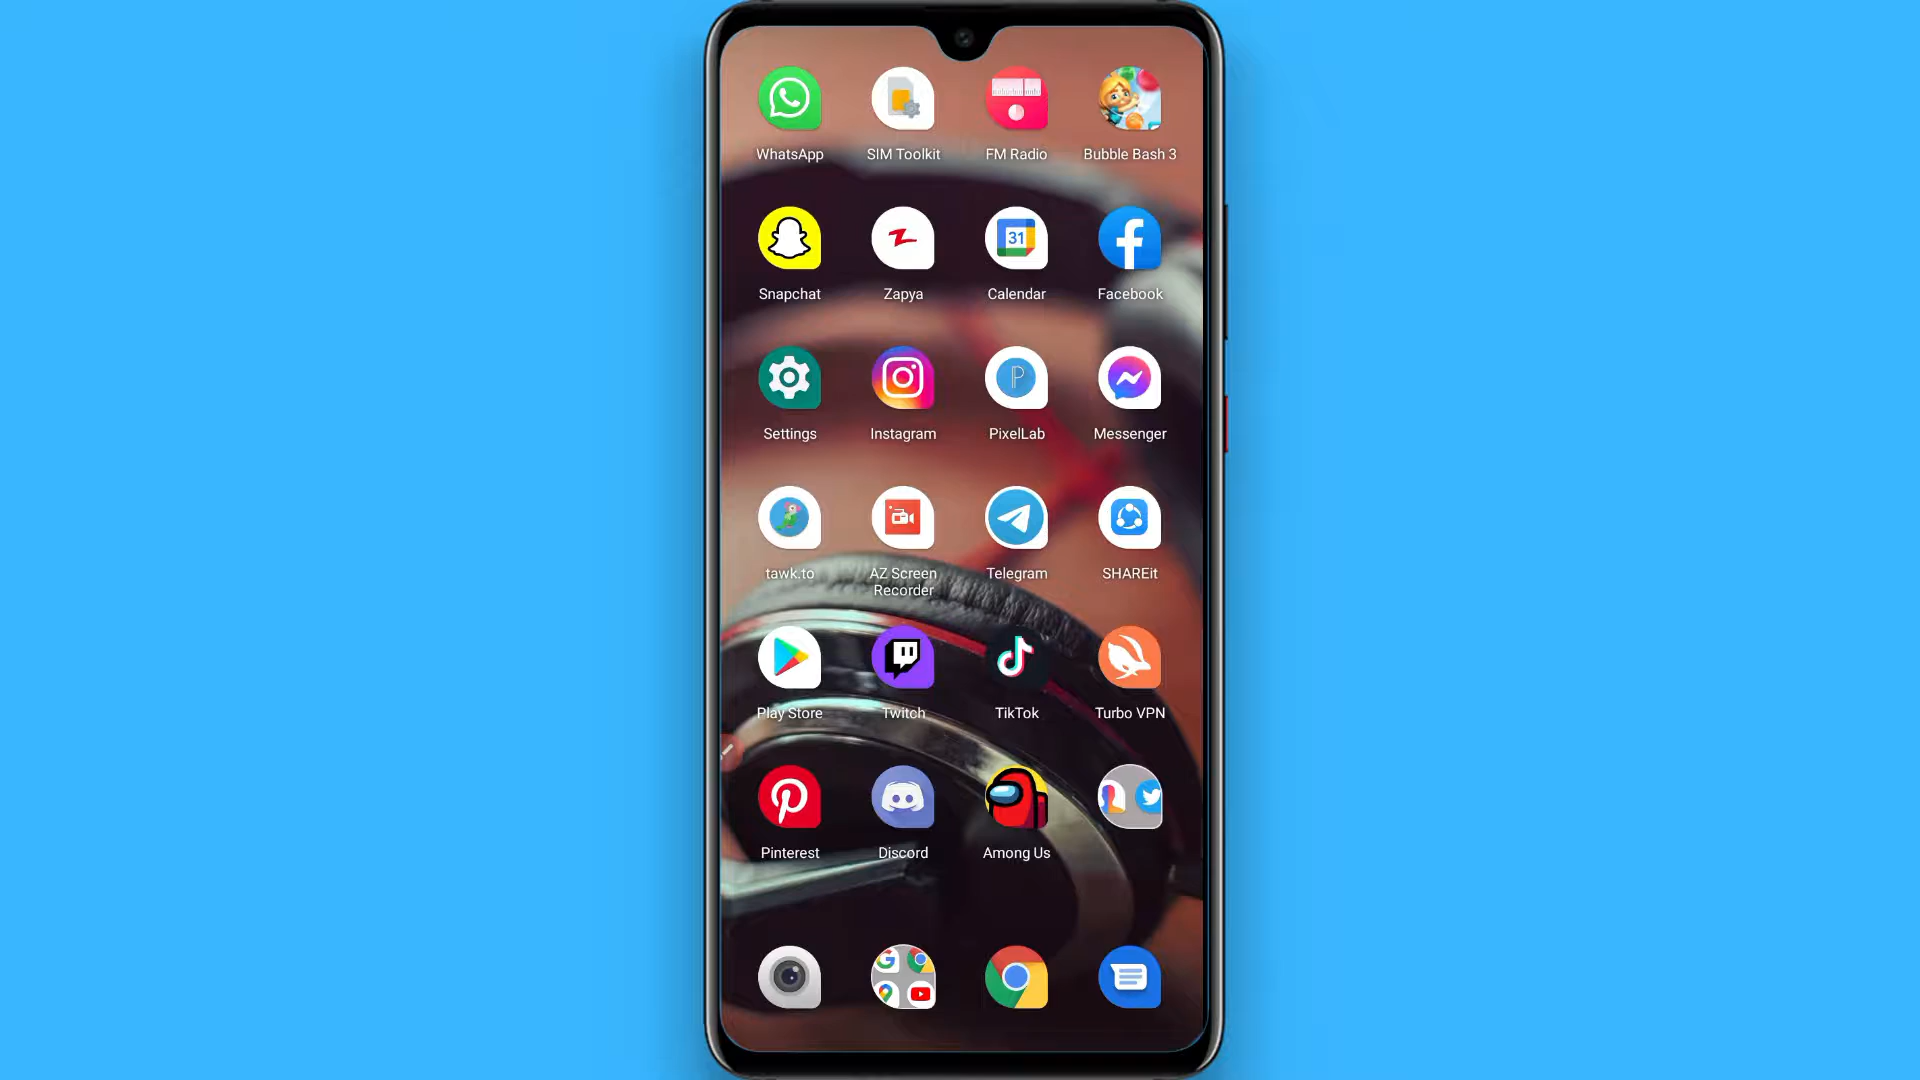 WhatsApp
SIM Toolkit
FM Radio
Bubble Bash 3
Snapchat
Zapya
31
Calendar
Facebook
Settings
Instagram
PixelLab
Messenger
tawk.to
AZ Screen
Recorder
Telegram
SHAREit
Play Store
Twitch
TikTok
Turbo VPN
Pinterest
Discord
Among Us